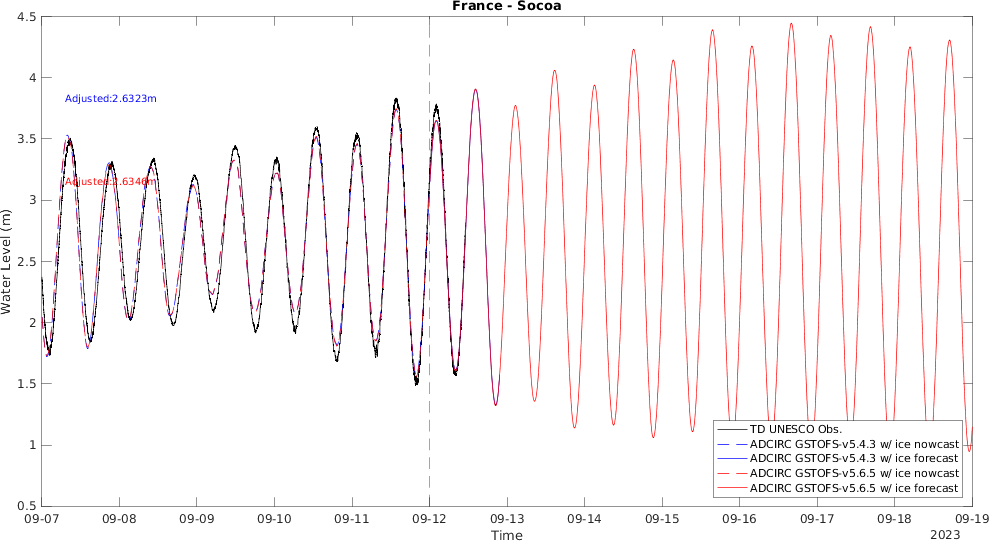 France - Socoa
4.5
4
3.5
3
2.5
2
1.5
1
0.5
Water Level (m)
Adjusted:2.6323m
Adjusted:2.6346m
TD UNESCO Obs.
ADCIRC GSTOFS-v5.4.3 w/ ice nowcast
ADCIRC GSTOFS-v5.4.3 w/ ice forecast
ADCIRC GSTOFS-v5.6.5 w/ ice nowcast
ADCIRC GSTOFS-v5.6.5 w/ ice forecast
09-07 09-08 09-09 09-10 09-11 09-12 09-13 09-14 09-15 09-16 09-17 09-18 09-19
Time
2023